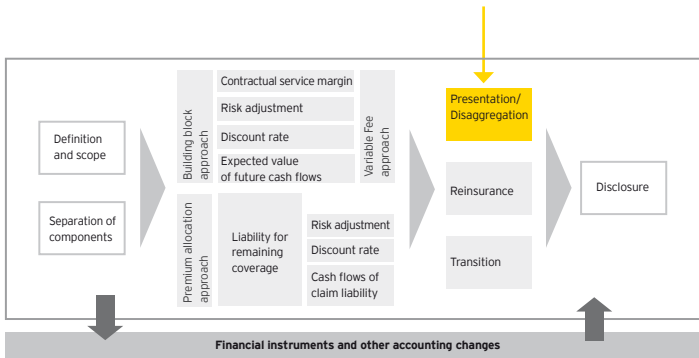 Definition
and scope
Separation of
components
Building block
approach
Contractual service margin
Risk adjustment
Discount rate
Expected value
of future cash flows
Variable Fee
approach
Premium allocation
approach
Liability for
remaining
coverage
Risk adjustment
Discount rate
Cash flows of
claim liability
Presentation/
Disaggregation
Reinsurance
Transition
Disclosure
Financial instruments and other accounting changes